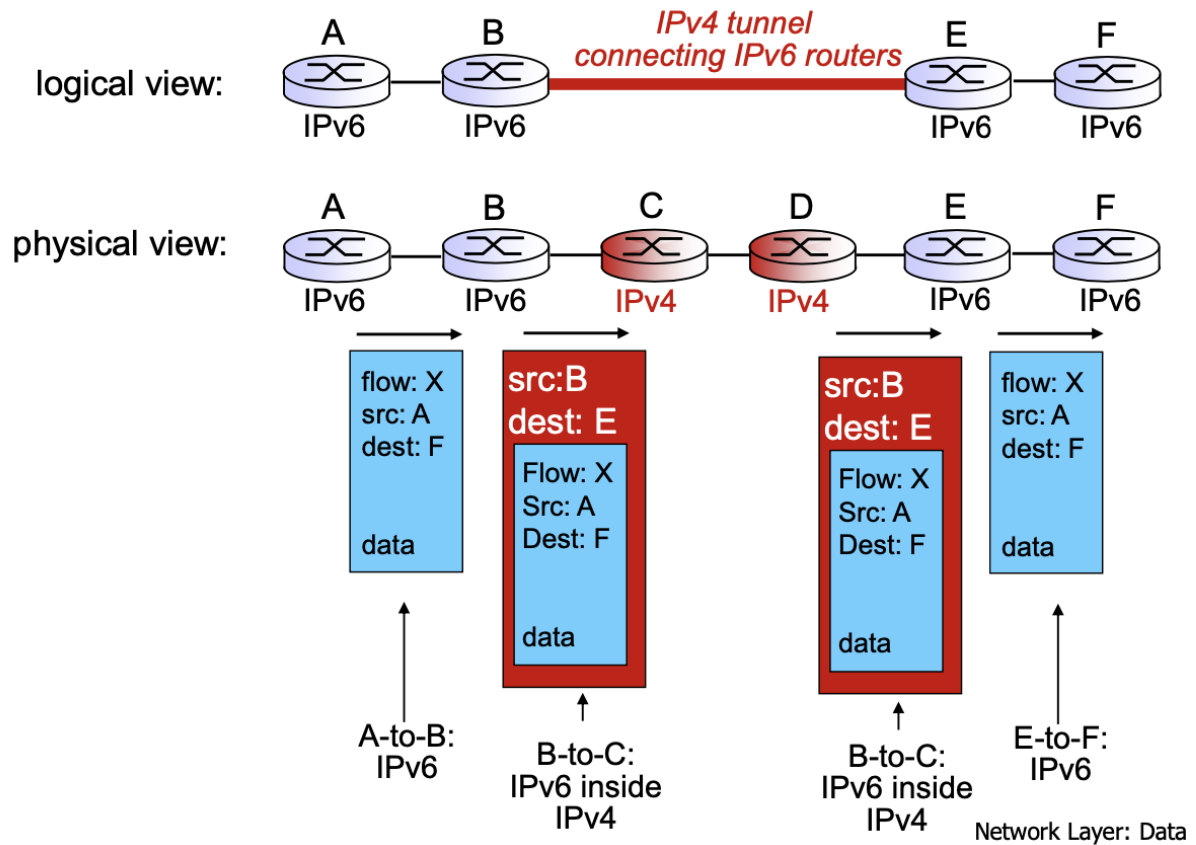 A
B
IPv4 tunnel
connecting IPv6 routers
E
F
logical view:
IPv6
IPv6
IPv6
IPv6
A
B
C
D
E
F
physical view:
IPv6
IPv6
IPv4
IPv4
IPv6
IPv6
flow: X
src: A
dest: F
data
src:B
dest: E
Flow: X
Src: A
Dest: F
data
src:B
dest: E
Flow: X
Src: A
Dest: F
data
flow: X
src: A
dest: F
data
A-to-B:
IPv6
B-to-C:
IPv6 inside
IPv4
B-to-C:
IPv6 inside
IPv4
E-to-F:
IPv6
Network Layer: Data